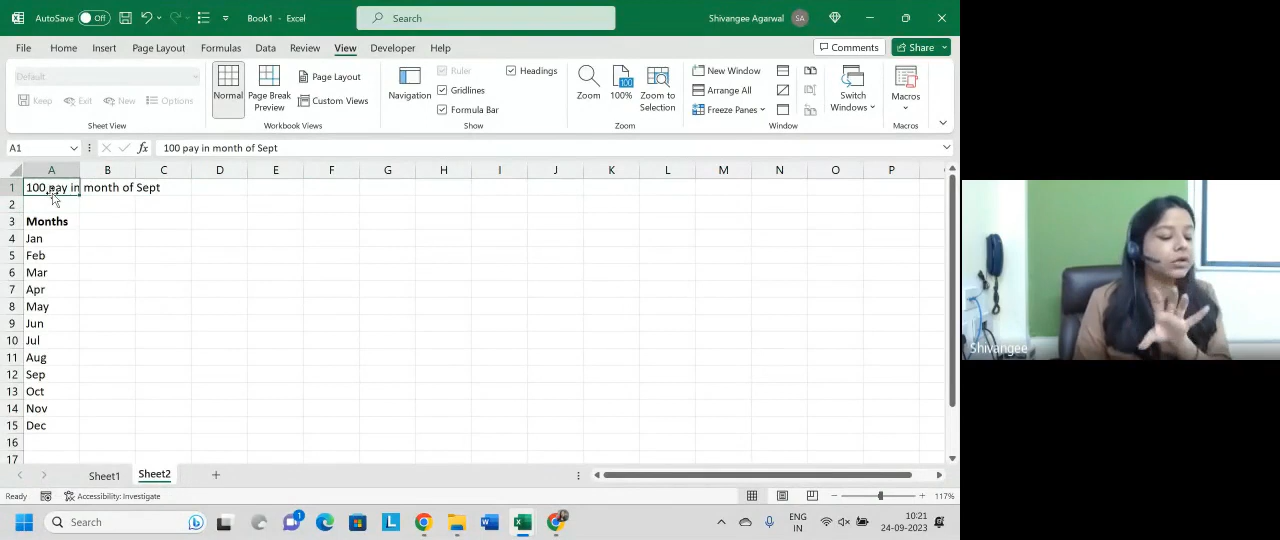 AutoSave Off Book1 - Excel Search Shivangee Agarwal SA
File Home Insert Page Layout Formulas Data Review View Developer Help Comments Share
Default
Keep Exit New Options
Sheet View
Normal
Page Break Preview
Page Layout
Custom Views
Workbook Views
Navigation
Ruler
Gridlines
Formula Bar
Headings
Show
Zoom
100
100%
Zoom to Selection
Zoom
New Window
Arrange All
Freeze Panes
Switch Windows
Window
Macros
Macros
A1 fx 100 pay in month of Sept
A B C D E F G H I J K L M N O P
1 100 pay in month of Sept
2
3 Months
4 Jan
5 Feb
6 Mar
7 Apr
8 May
9 Jun
10 Jul
11 Aug
12 Sep
13 Oct
14 Nov
15 Dec
16
17
Sheet1 Sheet2
Ready Accessibility: Investigate 117%
Search 1 L W X ENG IN 10:21 24-09-2023
Shivangee